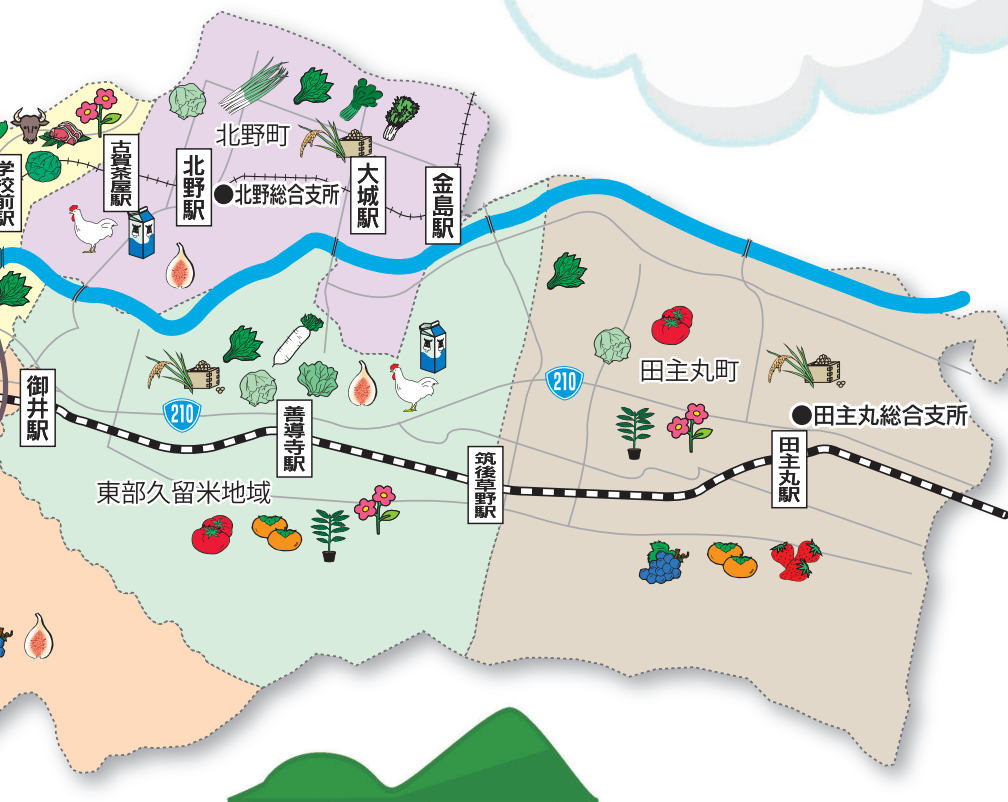 北野町
古賀茶屋駅
学校前駅
北野駅
●北野総合支所
大城駅
金島駅
210
田主丸町
210
御井駅
善導寺駅
●田主丸総合支所
田主丸駅
筑後草野駅
東部久留米地域